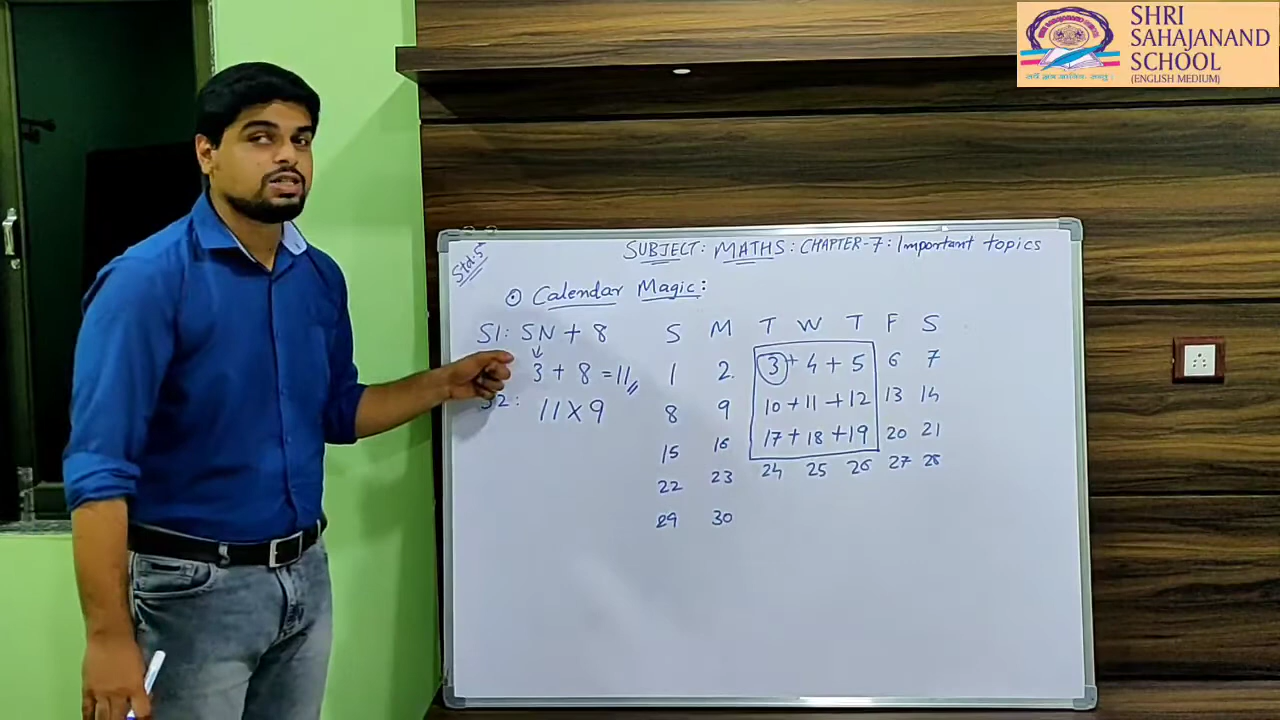 SHRI
SAHAJANAND
SCHOOL
(ENGLISH MEDIUM)
Std:5
SUBJECT: MATHS: CHAPTER-7: Important topics
Calendar Magic:
S1: SN + 8
3 + 8 = 11
S2: 11 X 9
S M T W T F S
1 2 3 + 4 + 5 6 7
8 9 10 + 11 + 12 13 14
15 16 17 + 18 + 19 20 21
22 23 24 25 26 27 28
29 30